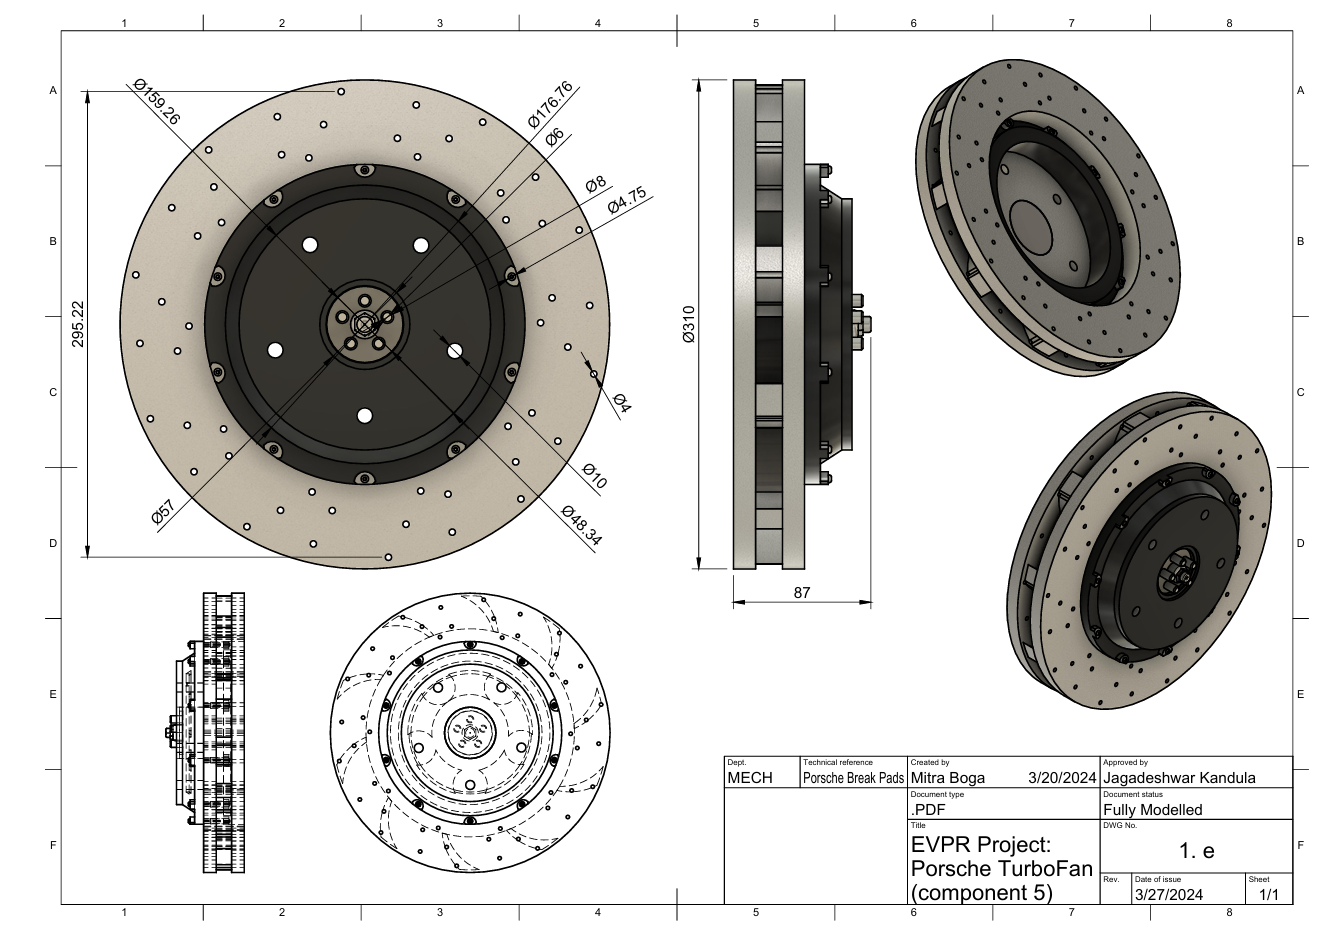 1 2 3 4 5 6 7 8
A A
B B
C C
D D
E E
F F
Ø159.26
Ø176.76
Ø6
Ø8
Ø4.75
295.22
Ø4
Ø10
Ø48.34
Ø57
Ø310
87
Dept.
MECH
Technical reference
Porsche Break Pads
Created by
Mitra Boga 3/20/2024
Approved by
Jagadeshwar Kandula
Document type
.PDF
Document status
Fully Modelled
Title
EVPR Project:
Porsche TurboFan
(component 5)
DWG No.
1. e
Rev.
Date of issue
3/27/2024
Sheet
1/1
1 2 3 4 5 6 7 8